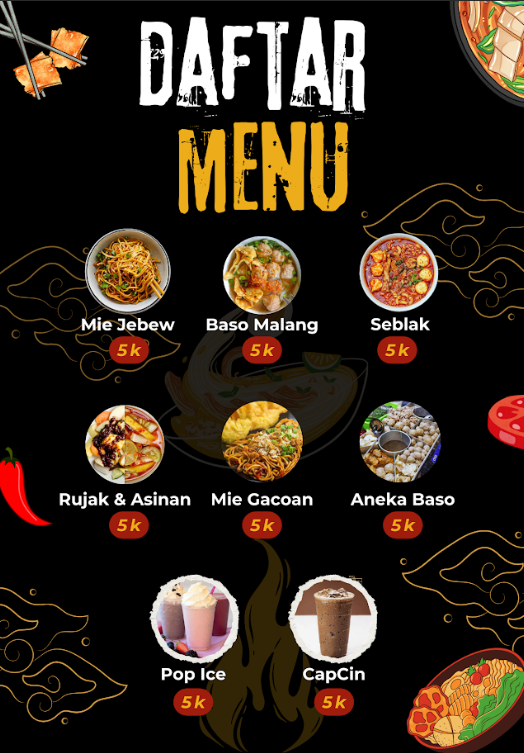 DAFTAR
MENU
Mie Jebew
5k
Baso Malang
5k
Seblak
5k
Rujak & Asinan
5k
Mie Gacoan
5k
Aneka Baso
5k
Pop Ice
5k
CapCin
5k